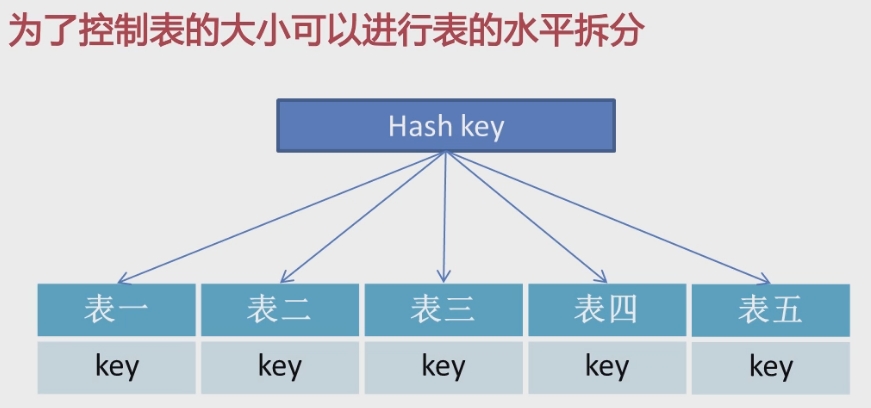 为了控制表的大小可以进行表的水平拆分
Hash key
表一 表二 表三 表四 表五
key key key key key